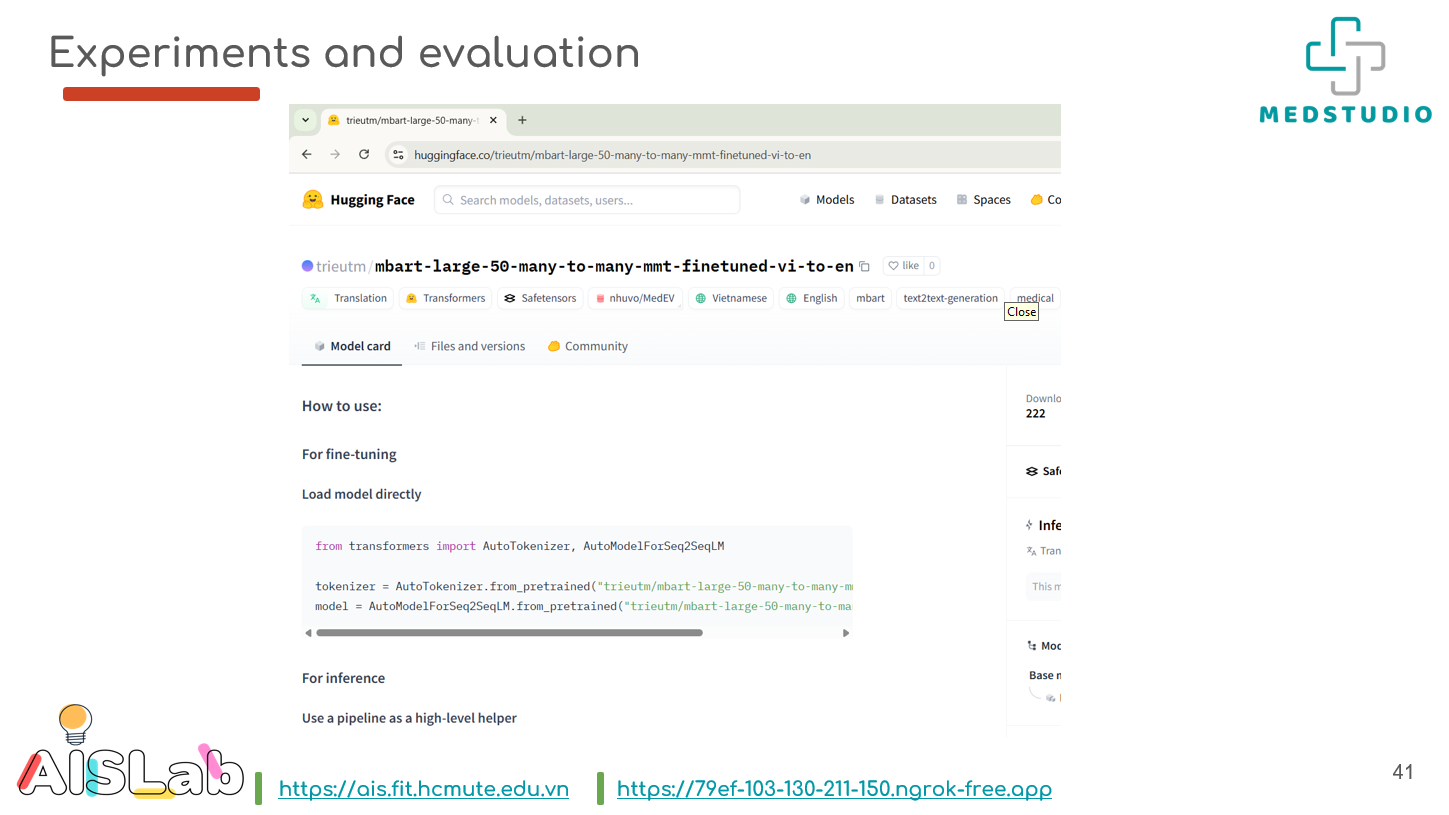 Experiments and evaluation
MEDSTUDIO
trieutm/mbart-large-50-many-t
huggingface.co/trieutm/mbart-large-50-many-to-many-mmt-finetuned-vi-to-en
Hugging Face
Search models, datasets, users...
Models
Datasets
Spaces
Co
trieutm/mbart-large-50-many-to-many-mmt-finetuned-vi-to-en
like 0
Translation
Transformers
Safetensors
nhuvo/MedEV
Vietnamese
English
mbart
text2text-generation
medical
Close
Model card
Files and versions
Community
How to use:
Downlo
222
For fine-tuning
Safe
Load model directly
Infe
Tran
from transformers import AutoTokenizer, AutoModelForSeq2SeqLM
This m
tokenizer = AutoTokenizer.from_pretrained("trieutm/mbart-large-50-many-to-many-m
model = AutoModelForSeq2SeqLM.from_pretrained("trieutm/mbart-large-50-many-to-ma
Mod
For inference
Base m
Use a pipeline as a high-level helper
AISLab
https://ais.fit.hcmute.edu.vn
https://79ef-103-130-211-150.ngrok-free.app
41